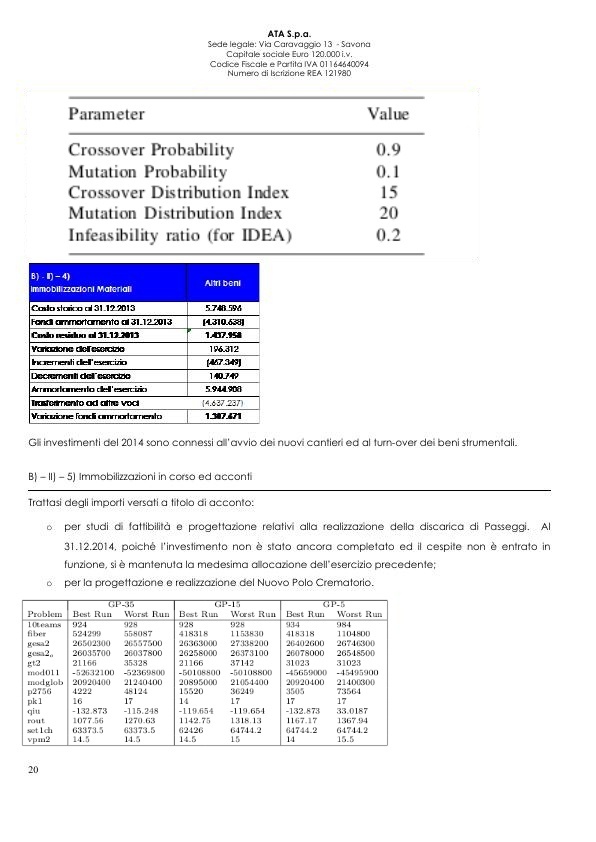 ATA S.p.a.
Sede legale: Via Caravaggio 13 - Savona
Capitale sociale Euro 120.000 i.v.
Codice Fiscale e Partita IVA 01164640094
Numero di Iscrizione REA 121980
Parameter Value
Crossover Probability 0.9
Mutation Probability 0.1
Crossover Distribution Index 15
Mutation Distribution Index 20
Infeasibility ratio (for IDEA) 0.2
B) - II) – 4)
Immobilizzazioni Materiali Altri beni
Costo storico al 31.12.2013 5.748.596
Fondi ammortamento al 31.12.2013 (4.310.638)
Costo residuo al 31.12.2013 1.437.958
Variazione dell'esercizio 196.312
Incrementi dell'esercizio (467.349)
Decrementi dell'esercizio 140.749
Ammortamento dell'esercizio 5.944.908
Trasferimento ad altre voci (4.637.237)
Variazione fondi ammortamento 1.307.671
Gli investimenti del 2014 sono connessi all'avvio dei nuovi cantieri ed al turn-over dei beni strumentali.
B) – II) – 5) Immobilizzazioni in corso ed acconti
Trattasi degli importi versati a titolo di acconto:
o per studi di fattibilità e progettazione relativi alla realizzazione della discarica di Passeggi. Al
31.12.2014, poiché l'investimento non è stato ancora completato ed il cespite non è entrato in
funzione, si è mantenuta la medesima allocazione dell'esercizio precedente;
o per la progettazione e realizzazione del Nuovo Polo Crematorio.
GP-35 GP-15 GP-5
Problem Best Run Worst Run Best Run Worst Run Best Run Worst Run
10teams 924 928 928 928 934 984
fiber 524299 558087 418318 1153830 418318 1104800
gesa2 26502300 26557500 26363000 27338200 26402600 26746300
gesa2_o 26035700 26037800 26258000 26373100 26078000 26548500
gt2 21166 35328 21166 37142 31023 31023
mod011 -52632100 -52369800 -50108800 -50108800 -45659000 -45495900
modglob 20920400 21240400 20895000 21054400 20920400 21400300
p2756 4222 48124 15520 36249 3505 73564
pk1 16 17 14 17 17 17
qiu -132.873 -115.248 -119.654 -119.654 -132.873 33.0187
rout 1077.56 1270.63 1142.75 1318.13 1167.17 1367.94
set1ch 63373.5 63373.5 62426 64744.2 64744.2 64744.2
vpm2 14.5 14.5 14.5 15 14 15.5
20